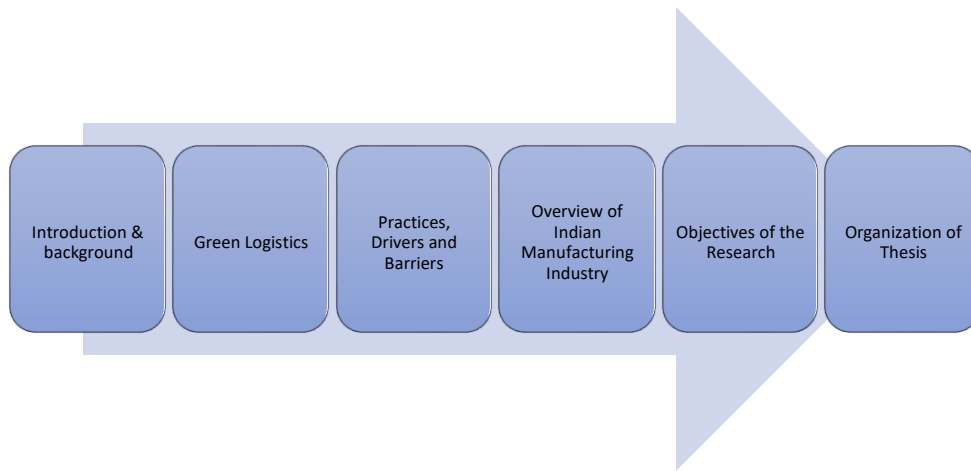 Introduction &
background
Green Logistics
Practices,
Drivers and
Barriers
Overview of
Indian
Manufacturing
Industry
Objectives of the
Research
Organization of
Thesis